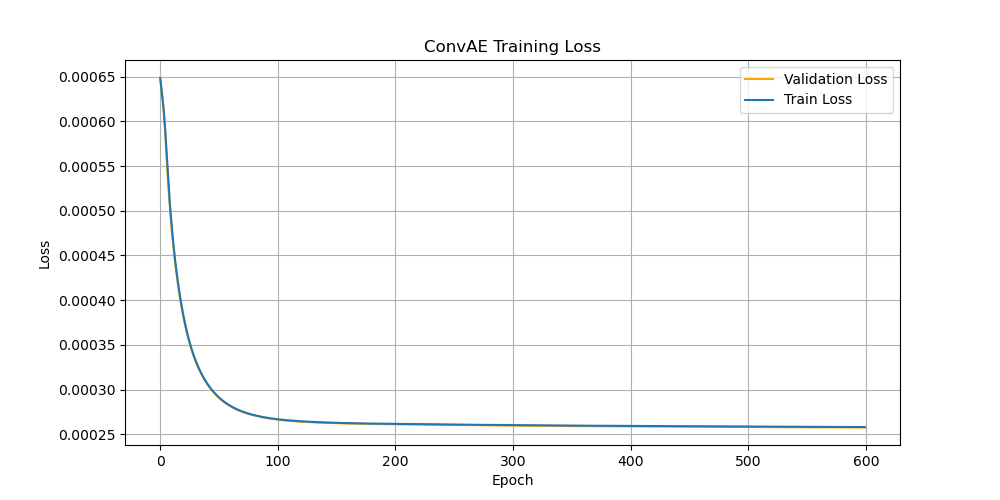 ConvAE Training Loss
Validation Loss
Train Loss
0.00065
0.00060
0.00055
0.00050
0.00045
0.00040
0.00035
0.00030
0.00025
Loss
0 100 200 300 400 500 600
Epoch